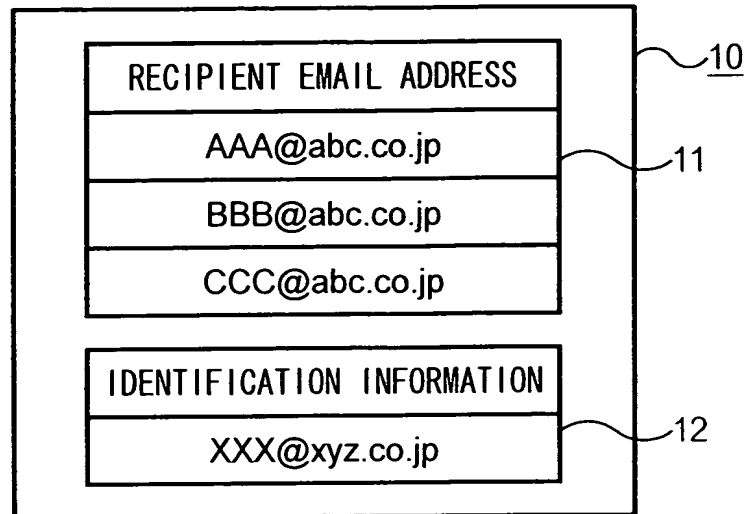 RECIPIENT EMAIL ADDRESS
10
AAA@abc.co.jp
11
BBB@abc.co.jp
CCC@abc.co.jp
IDENTIFICATION INFORMATION
XXX@xyz.co.jp
12